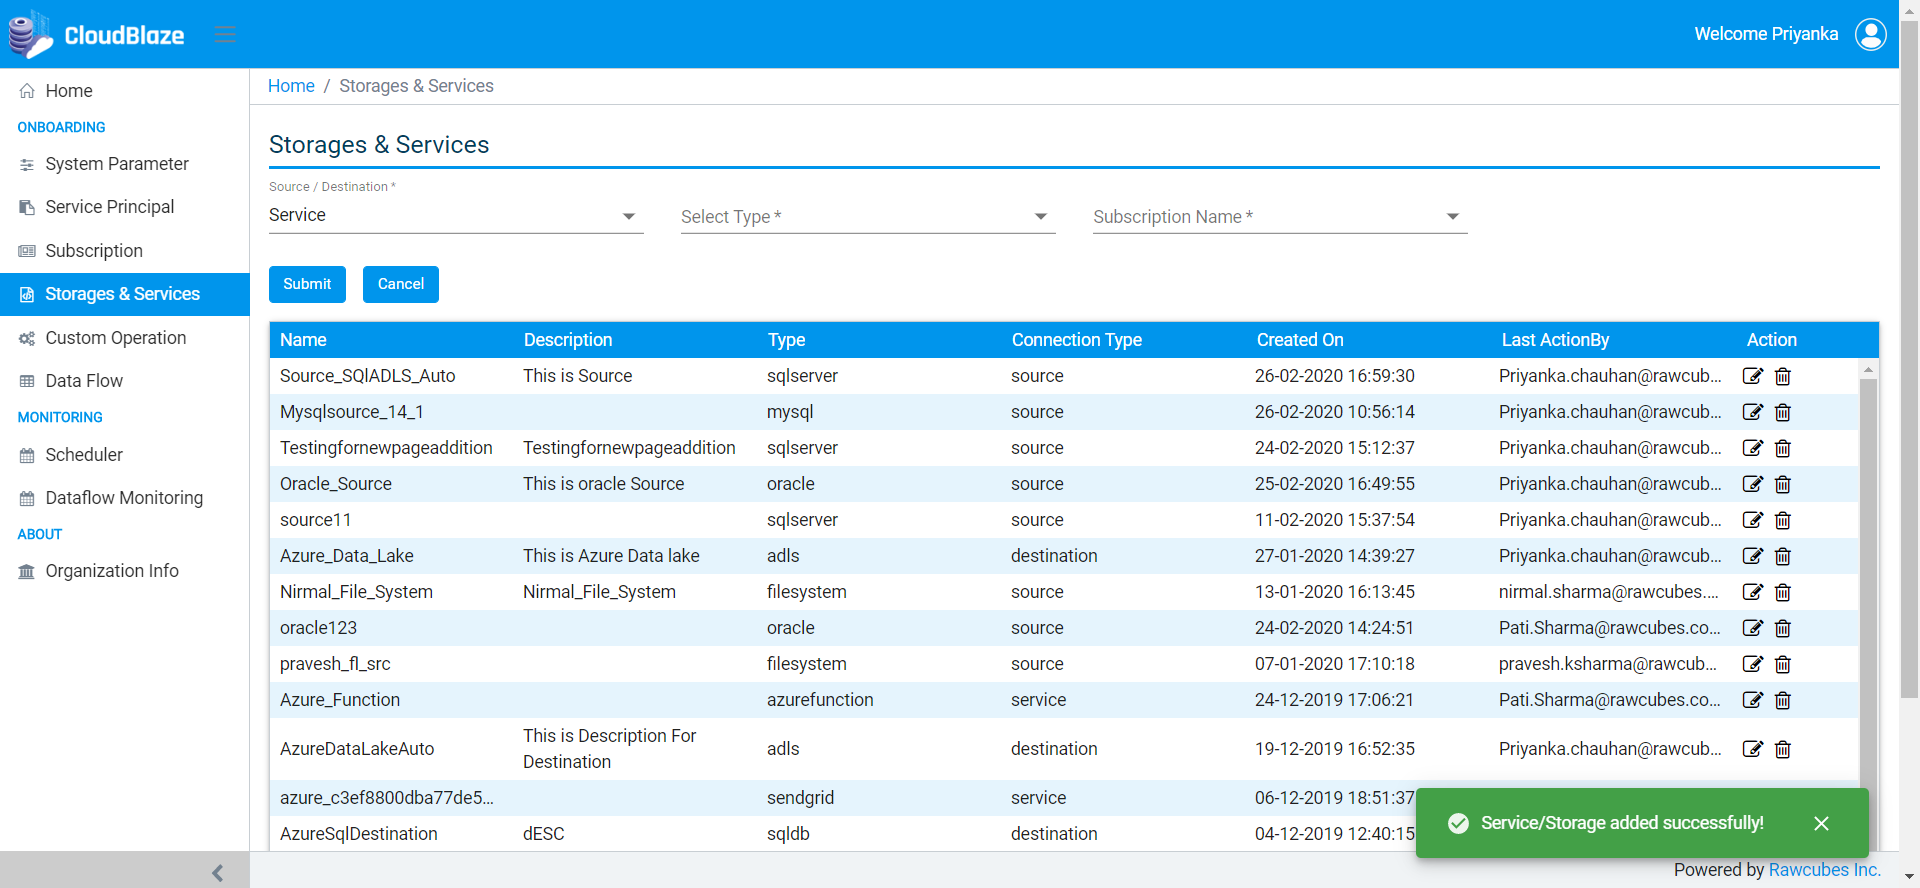 CloudBlaze
Welcome Priyanka
Home
ONBOARDING
System Parameter
Service Principal
Subscription
Storages & Services
Custom Operation
Data Flow
MONITORING
Scheduler
Dataflow Monitoring
ABOUT
Organization Info
Home / Storages & Services
Storages & Services
Source / Destination *
Service
Select Type *
Subscription Name *
Submit Cancel
Name Description Type Connection Type Created On Last ActionBy Action
Source_SQlADLS_Auto This is Source sqlserver source 26-02-2020 16:59:30 Priyanka.chauhan@rawcub...
Mysqlsource_14_1 mysql source 26-02-2020 10:56:14 Priyanka.chauhan@rawcub...
Testingfornewpageaddition Testingfornewpageaddition sqlserver source 24-02-2020 15:12:37 Priyanka.chauhan@rawcub...
Oracle_Source This is oracle Source oracle source 25-02-2020 16:49:55 Priyanka.chauhan@rawcub...
source11 sqlserver source 11-02-2020 15:37:54 Priyanka.chauhan@rawcub...
Azure_Data_Lake This is Azure Data lake adls destination 27-01-2020 14:39:27 Priyanka.chauhan@rawcub...
Nirmal_File_System Nirmal_File_System filesystem source 13-01-2020 16:13:45 nirmal.sharma@rawcubes....
oracle123 oracle source 24-02-2020 14:24:51 Pati.Sharma@rawcubes.co...
pravesh_fl_src filesystem source 07-01-2020 17:10:18 pravesh.ksharma@rawcub...
Azure_Function azurefunction service 24-12-2019 17:06:21 Pati.Sharma@rawcubes.co...
AzureDataLakeAuto This is Description For
Destination adls destination 19-12-2019 16:52:35 Priyanka.chauhan@rawcub...
azure_c3ef8800dba77de5... sendgrid service 06-12-2019 18:51:37
AzureSqlDestination dESC sqldb destination 04-12-2019 12:40:15
Service/Storage added successfully!
Powered by Rawcubes Inc.